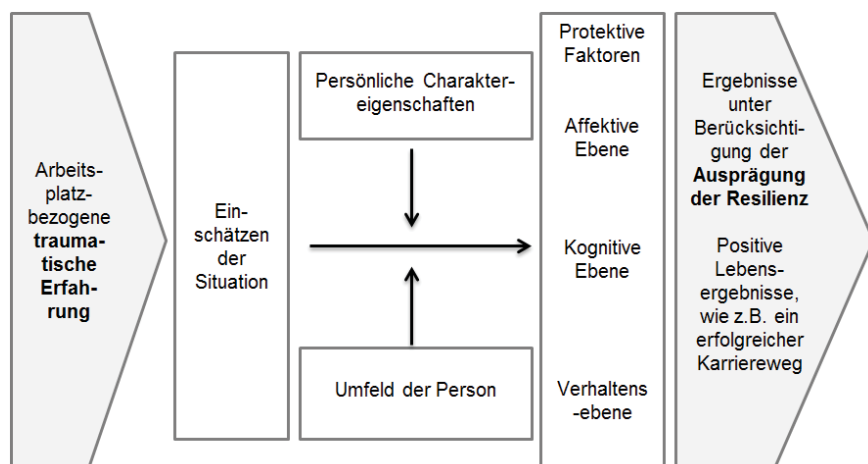 Arbeits-
platz-
bezogene
trauma-
tische
Erfah-
rung
Ein-
schätzen
der
Situation
Persönliche Charakter-
eigenschaften
Umfeld der Person
Protektive
Faktoren
Affektive
Ebene
Kognitive
Ebene
Verhaltens
-ebene
Ergebnisse
unter
Berücksichti-
gung der
Ausprägung
der Resilienz
Positive
Lebens-
ergebnisse,
wie z.B. ein
erfolgreicher
Karriereweg